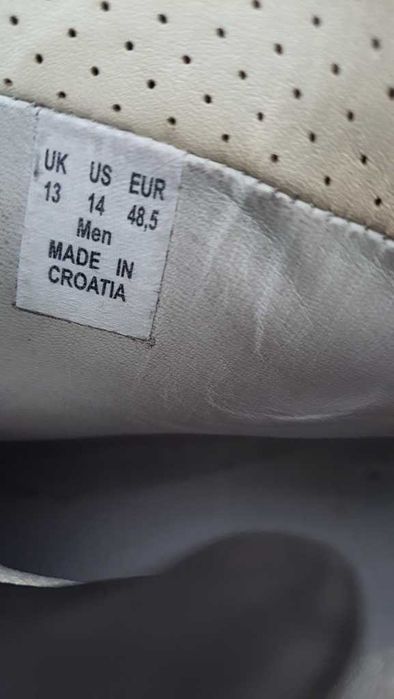 UK US EUR
13 14 48,5
Men
MADE IN
CROATIA